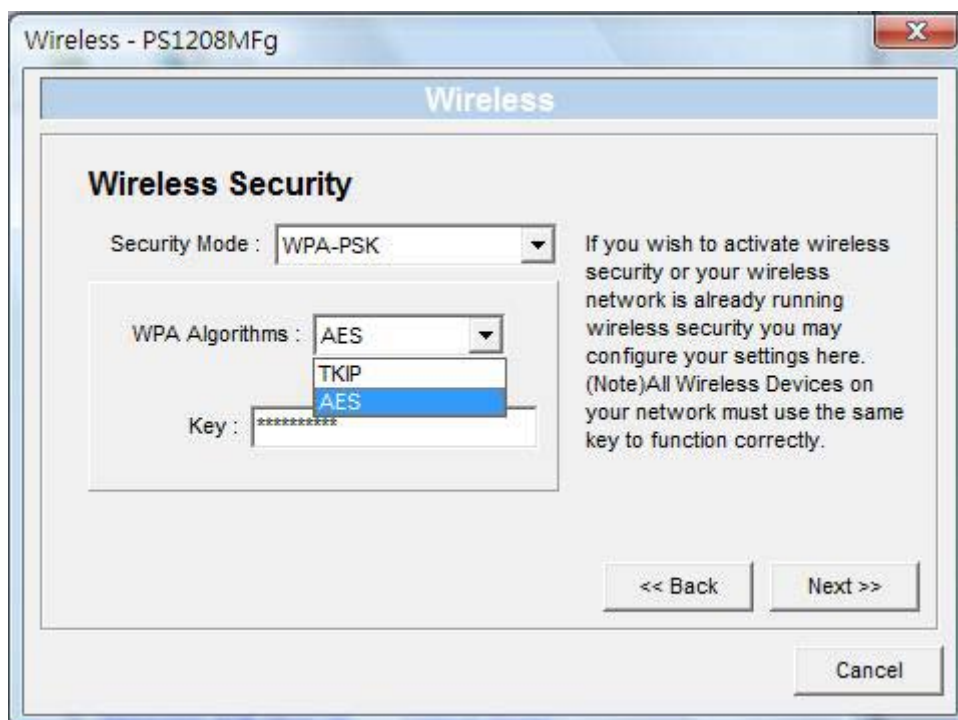 Wireless - PS1208MFg
Wireless
Wireless Security
Security Mode : WPA-PSK
WPA Algorithms : AES
TKIP
AES
Key : **********
If you wish to activate wireless
security or your wireless
network is already running
wireless security you may
configure your settings here.
(Note)All Wireless Devices on
your network must use the same
key to function correctly.
<< Back
Next >>
Cancel